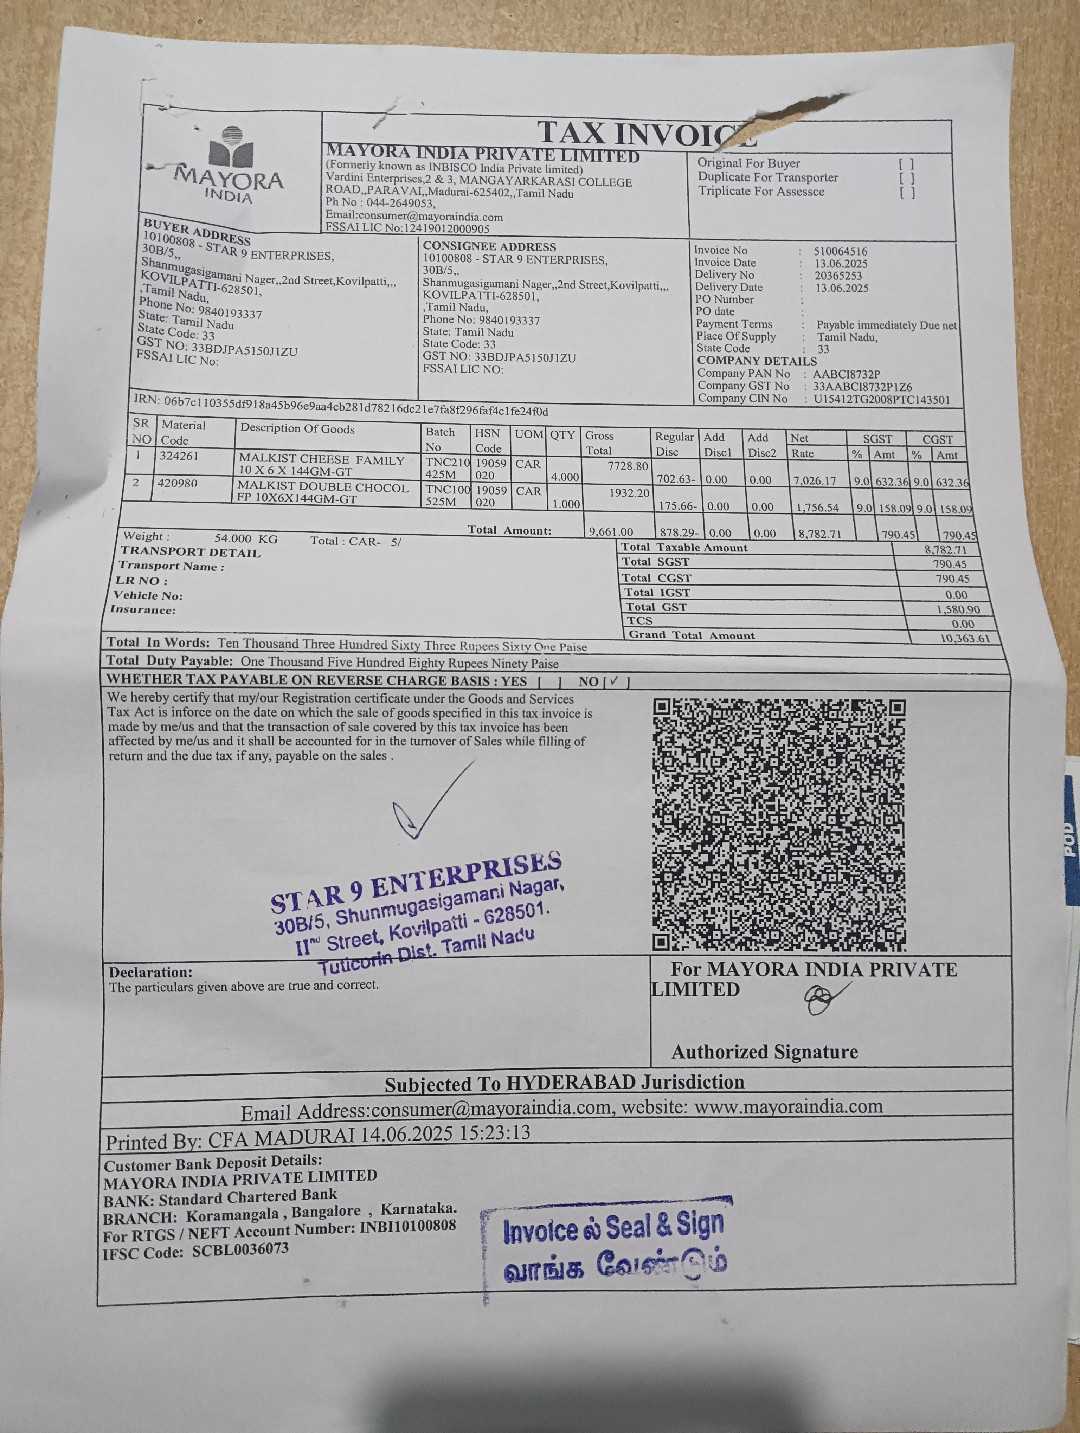 TAX INVOICE
MAYORA
INDIA
MAYORA INDIA PRIVATE LIMITED
(Formerly known as INBISCO India Private limited)
Vardini Enterprises,2 & 3, MANGAYARKARASI COLLEGE
ROAD,,PARAVAI,,Madurai-625402,,Tamil Nadu
Ph No : 044-2649053,
Email:consumer@mayoraindia.com
FSSAI LIC No:12419012000905
Original For Buyer [ ]
Duplicate For Transporter [ ]
Triplicate For Assessce [ ]
BUYER ADDRESS
10100808 - STAR 9 ENTERPRISES,
30B/5,,
Shanmugasigamani Nager,,2nd Street,Kovilpatti,,,
KOVILPATTI-628501,
,Tamil Nadu,
Phone No: 9840193337
State: Tamil Nadu
State Code: 33
GST NO: 33BDJPA5150J1ZU
FSSAI LIC No:
CONSIGNEE ADDRESS
10100808 - STAR 9 ENTERPRISES,
30B/5,,
Shanmugasigamani Nager,,2nd Street,Kovilpatti,,,
KOVILPATTI-628501,
,Tamil Nadu,
Phone No: 9840193337
State: Tamil Nadu
State Code: 33
GST NO: 33BDJPA5150J1ZU
FSSAI LIC NO:
Invoice No : 510064516
Invoice Date : 13.06.2025
Delivery No : 20365253
Delivery Date : 13.06.2025
PO Number :
PO date :
Payment Terms : Payable immediately Due net
Place Of Supply : Tamil Nadu,
State Code : 33
COMPANY DETAILS
Company PAN No : AABCI8732P
Company GST No : 33AABCI8732P1Z6
Company CIN No : U15412TG2008PTC143501
IRN: 06b7c110355df918a45b96e9aa4cb281d78216dc21e7fa8f296faf4c1fe24f0d
SR NO Material Code Description Of Goods Batch No HSN Code UOM QTY Gross Total Regular Disc Add Disc1 Add Disc2 Net Rate SGST % Amt CGST % Amt
1 324261 MALKIST CHEESE FAMILY 10 X 6 X 144GM-GT TNC210425M 19059020 CAR 4.000 7728.80 702.63- 0.00 0.00 7,026.17 9.0 632.36 9.0 632.36
2 420980 MALKIST DOUBLE CHOCOL FP 10X6X144GM-GT TNC100525M 19059020 CAR 1.000 1932.20 175.66- 0.00 0.00 1,756.54 9.0 158.09 9.0 158.09
Total Amount: 9,661.00 878.29- 0.00 0.00 8,782.71 790.45 790.45
Weight : 54.000 KG Total : CAR- 5/
TRANSPORT DETAIL
Transport Name :
LR NO :
Vehicle No:
Insurance:
Total Taxable Amount 8,782.71
Total SGST 790.45
Total CGST 790.45
Total IGST 0.00
Total GST 1,580.90
TCS 0.00
Grand Total Amount 10,363.61
Total In Words: Ten Thousand Three Hundred Sixty Three Rupees Sixty One Paise
Total Duty Payable: One Thousand Five Hundred Eighty Rupees Ninety Paise
WHETHER TAX PAYABLE ON REVERSE CHARGE BASIS : YES [ ] NO [✓]
We hereby certify that my/our Registration certificate under the Goods and Services
Tax Act is inforce on the date on which the sale of goods specified in this tax invoice is
made by me/us and that the transaction of sale covered by this tax invoice has been
affected by me/us and it shall be accounted for in the turnover of Sales while filling of
return and the due tax if any, payable on the sales .
STAR 9 ENTERPRISES
30B/5, Shunmugasigamani Nagar,
IInd Street, Kovilpatti - 628501.
Tuticorin Dist. Tamil Nadu
Declaration:
The particulars given above are true and correct.
For MAYORA INDIA PRIVATE
LIMITED
Authorized Signature
Subjected To HYDERABAD Jurisdiction
Email Address:consumer@mayoraindia.com, website: www.mayoraindia.com
Printed By: CFA MADURAI 14.06.2025 15:23:13
Customer Bank Deposit Details:
MAYORA INDIA PRIVATE LIMITED
BANK: Standard Chartered Bank
BRANCH: Koramangala , Bangalore , Karnataka.
For RTGS / NEFT Account Number: INBI10100808
IFSC Code: SCBL0036073
Invoice ல் Seal & Sign
வாங்க வேண்டும்
POD